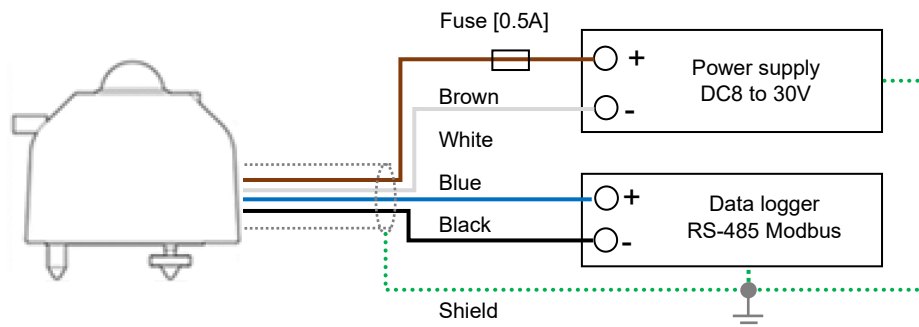 Fuse [0.5A]
+
Power supply
DC8 to 30V
Brown
-
White
Blue
+
Data logger
RS-485 Modbus
Black
-
Shield